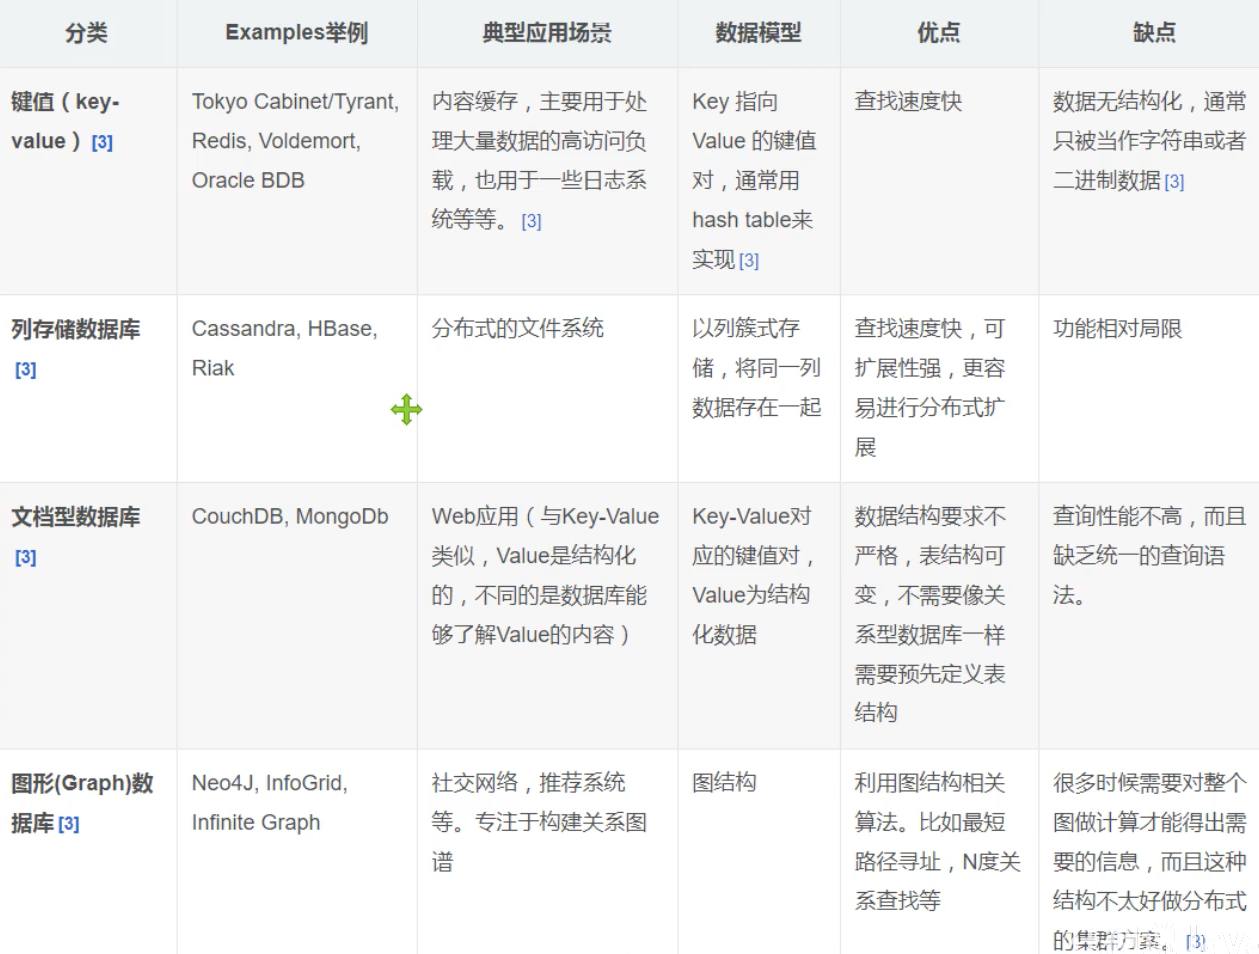 分类
Examples举例
典型应用场景
数据模型
优点
缺点
键值（key-
value）[3]
Tokyo Cabinet/Tyrant,
Redis, Voldemort,
Oracle BDB
内容缓存，主要用于处
理大量数据的高访问负
载，也用于一些日志系
统等等。 [3]
Key 指向
Value 的键值
对，通常用
hash table来
实现 [3]
查找速度快
数据无结构化，通常
只被当作字符串或者
二进制数据 [3]
列存储数据库
[3]
Cassandra, HBase,
Riak
分布式的文件系统
以列簇式存
储，将同一列
数据存在一起
查找速度快，可
扩展性强，更容
易进行分布式扩
展
功能相对局限
文档型数据库
[3]
CouchDB, MongoDb
Web应用（与Key-Value
类似，Value是结构化
的，不同的是数据库能
够了解Value的内容）
Key-Value对
应的键值对，
Value为结构
化数据
数据结构要求不
严格，表结构可
变，不需要像关
系型数据库一样
需要预先定义表
结构
查询性能不高，而且
缺乏统一的查询语
法。
图形(Graph)数
据库 [3]
Neo4J, InfoGrid,
Infinite Graph
社交网络，推荐系统
等。专注于构建关系图
谱
图结构
利用图结构相关
算法。比如最短
路径寻址，N度关
系查找等
很多时候需要对整个
图做计算才能得出需
要的信息，而且这种
结构不太好做分布式
的集群方案。 [3]